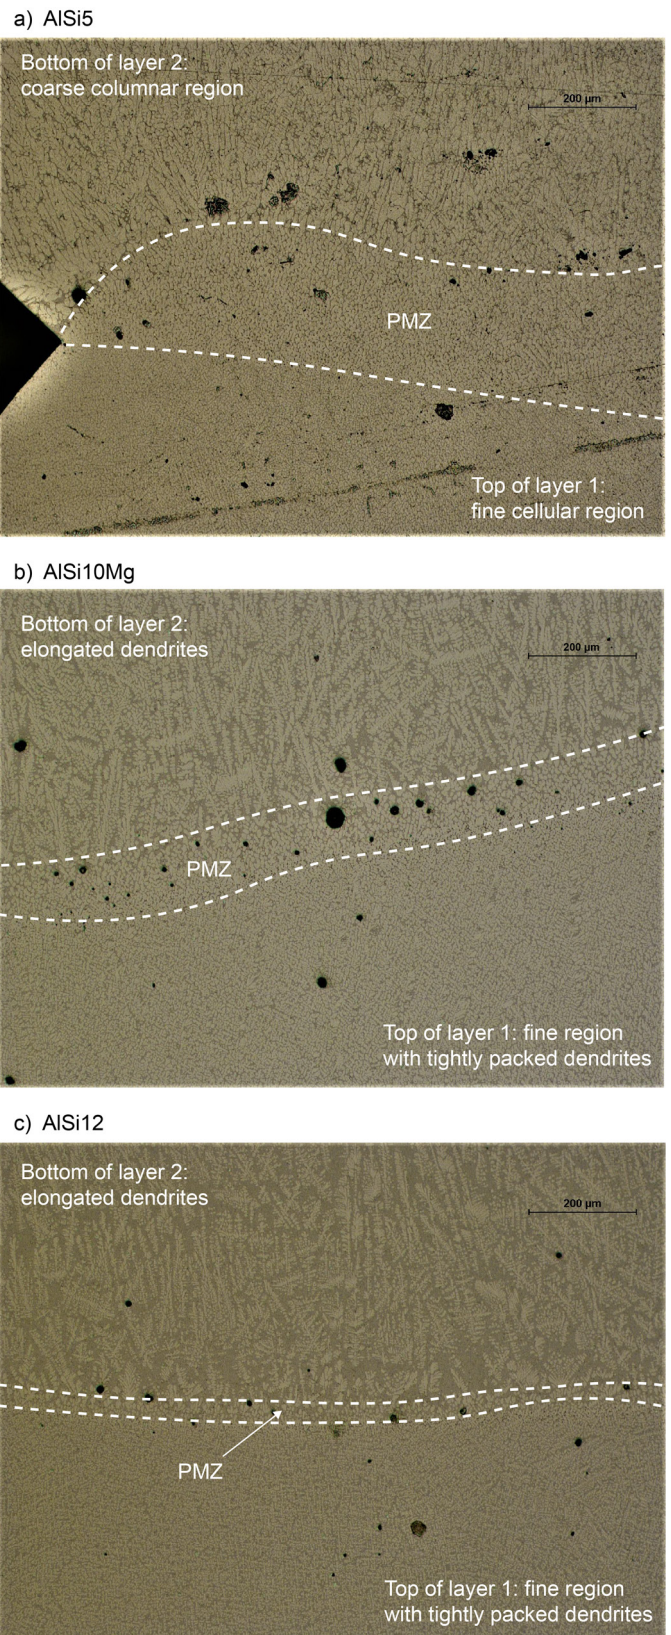 a) AlSi5
Bottom of layer 2:
coarse columnar region
200 µm
PMZ
Top of layer 1:
fine cellular region
b) AlSi10Mg
Bottom of layer 2:
elongated dendrites
200 µm
PMZ
Top of layer 1: fine region
with tightly packed dendrites
c) AlSi12
Bottom of layer 2:
elongated dendrites
200 µm
PMZ
Top of layer 1: fine region
with tightly packed dendrites